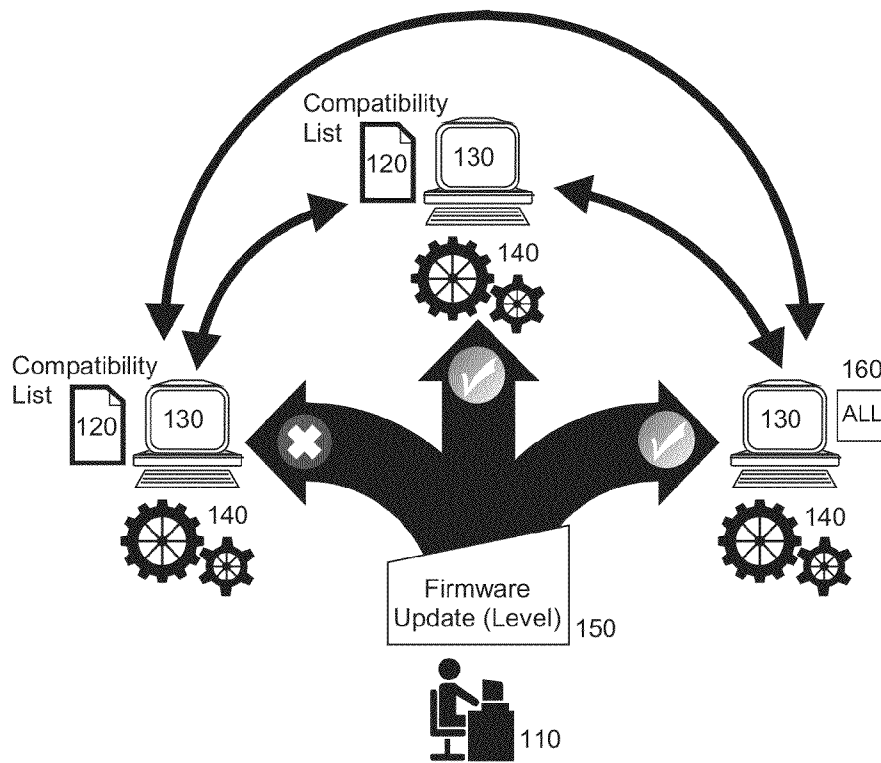 Compatibility
List
120
130
140
Compatibility
List
120
130
140
160
130
ALL
140
Firmware
Update (Level)
150
110